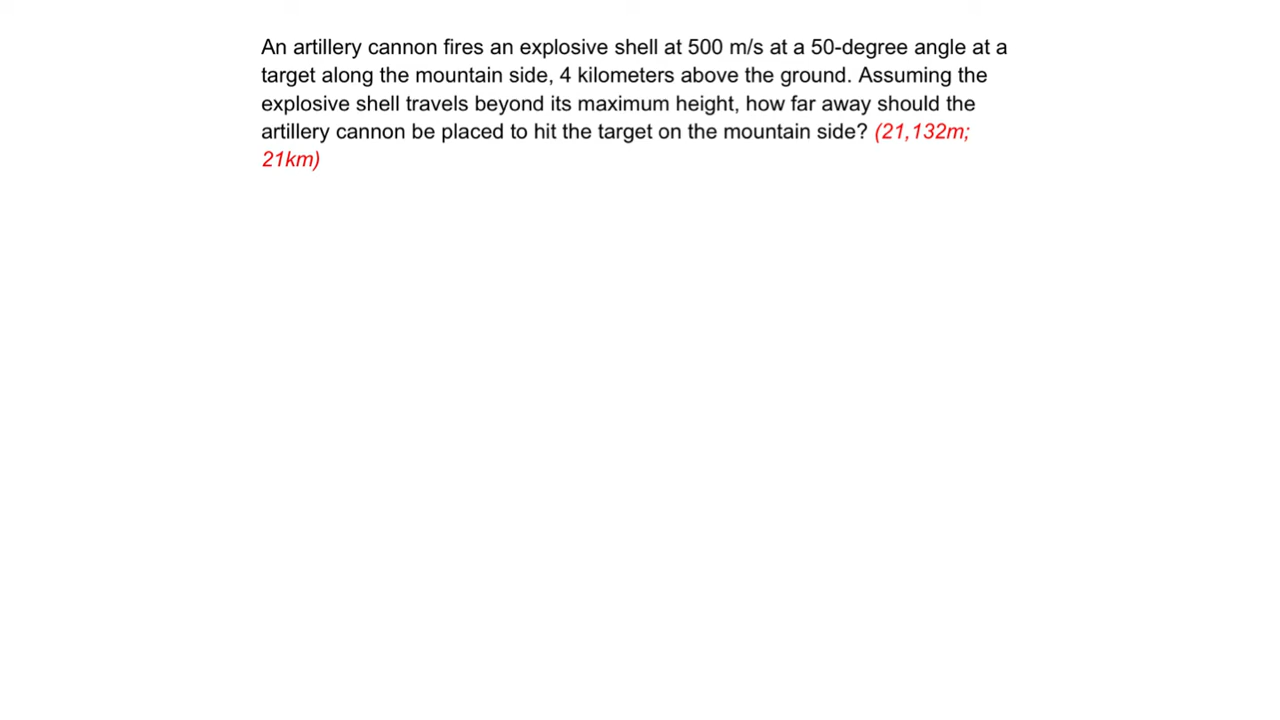 An artillery cannon fires an explosive shell at 500 m/s at a 50-degree angle at a
target along the mountain side, 4 kilometers above the ground. Assuming the
explosive shell travels beyond its maximum height, how far away should the
artillery cannon be placed to hit the target on the mountain side? (21,132m;
21km)